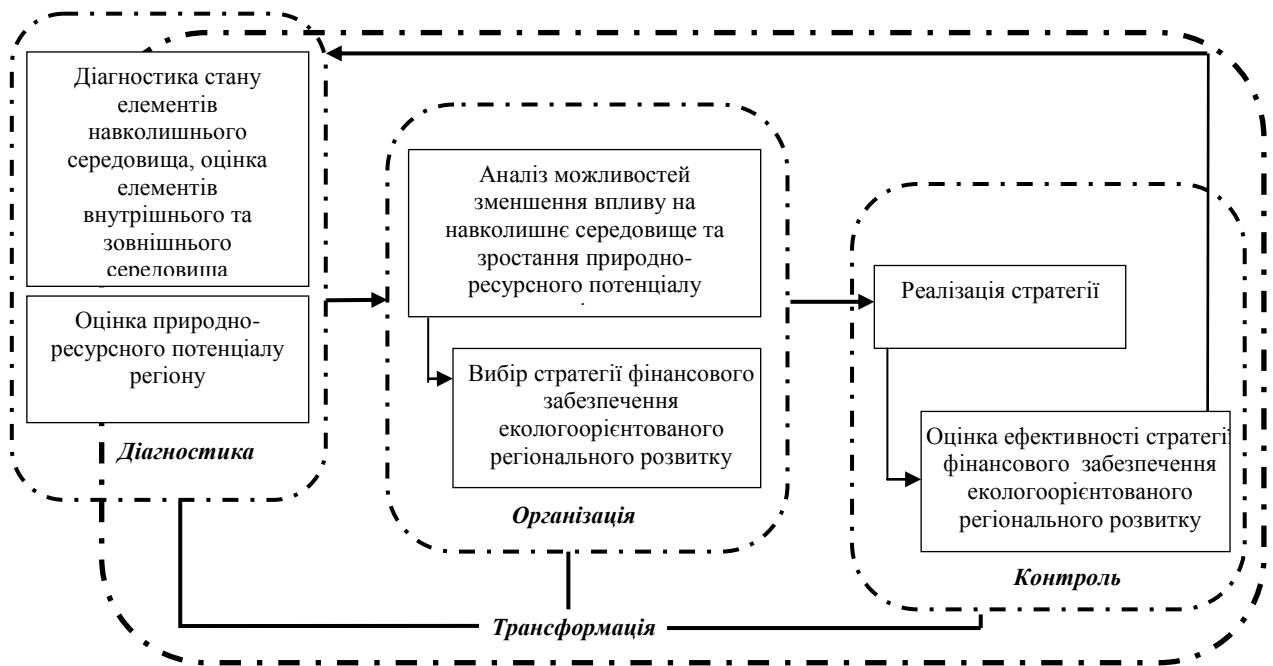 Діагностика стану
елементів
навколишнього
середовища, оцінка
елементів
внутрішнього та
зовнішнього
середовища
Оцінка природно-
ресурсного потенціалу
регіону
Діагностика
Аналіз можливостей
зменшення впливу на
навколишнє середовище та
зростання природно-
ресурсного потенціалу
Вибір стратегії фінансового
забезпечення
екологоорієнтованого
регіонального розвитку
Організація
Реалізація стратегії
Оцінка ефективності стратегії
фінансового забезпечення
екологоорієнтованого
регіонального розвитку
Контроль
Трансформація